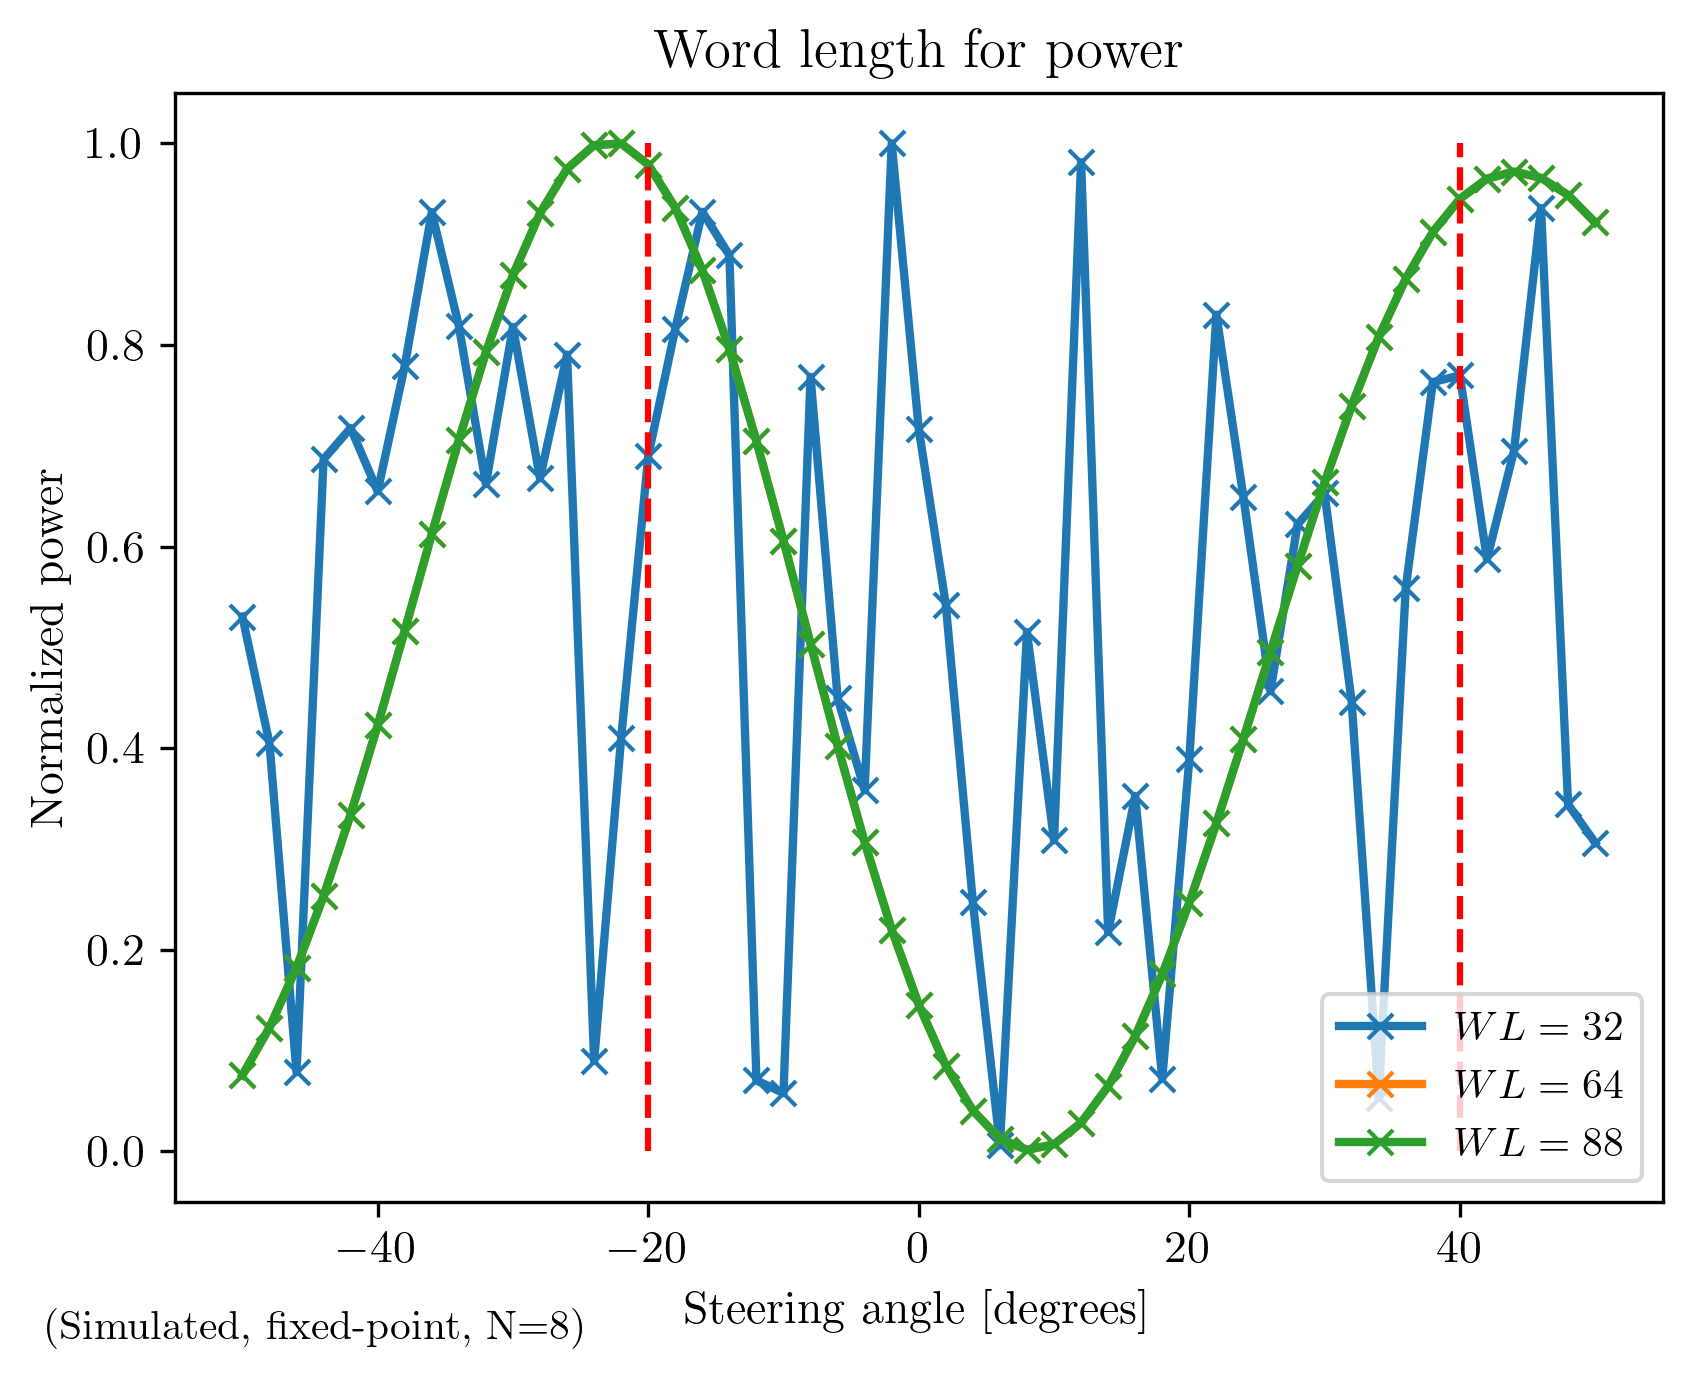 Word length for power
Normalized power
1.0
0.8
0.6
0.4
0.2
0.0
−40
−20
0
20
40
WL = 32
WL = 64
WL = 88
Steering angle [degrees]
(Simulated, fixed-point, N=8)